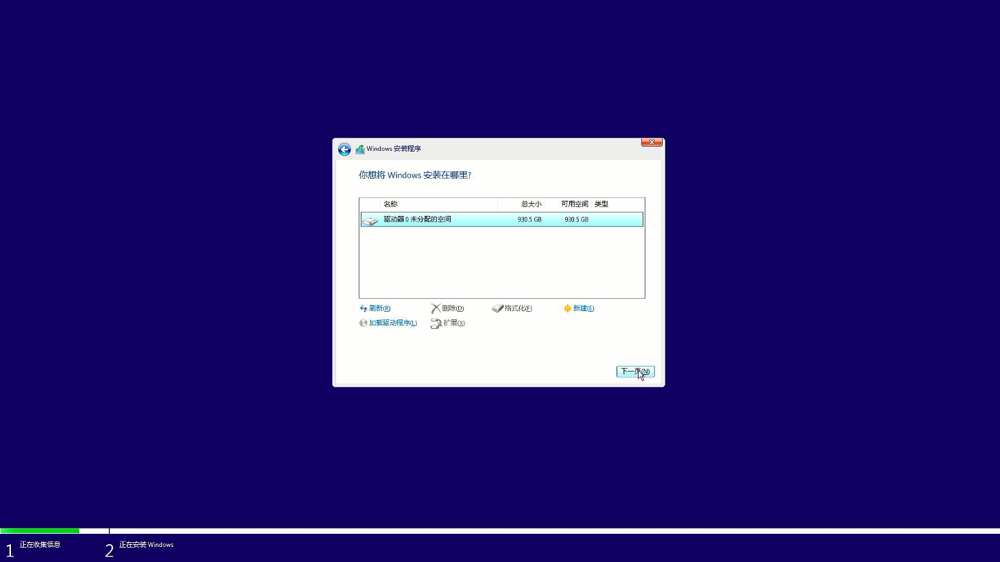 Windows 安装程序
你想将 Windows 安装在哪里?
名称 总大小 可用空间 类型
驱动器 0 未分配的空间 930.5 GB 930.5 GB
刷新(R) 删除(D) 格式化(F) 新建(E)
加载驱动程序(L) 扩展(X)
下一页(N)
1 正在收集信息 2 正在安装 Windows